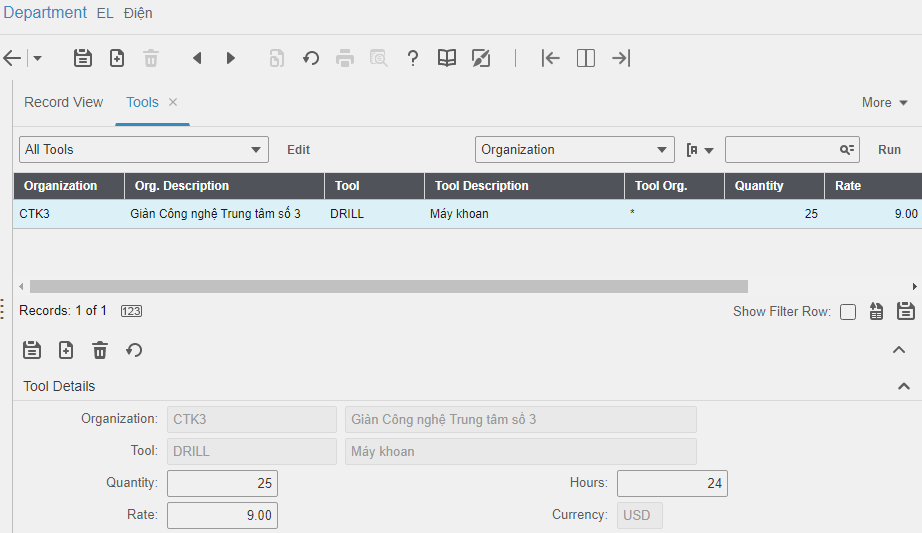 Department EL Điện
Record View Tools × More
All Tools Edit Organization Run
Organization Org. Description Tool Tool Description Tool Org. Quantity Rate
CTK3 Giàn Công nghệ Trung tâm số 3 DRILL Máy khoan * 25 9.00
Records: 1 of 1 123 Show Filter Row:
Tool Details
Organization: CTK3 Giàn Công nghệ Trung tâm số 3
Tool: DRILL Máy khoan
Quantity: 25 Hours: 24
Rate: 9.00 Currency: USD